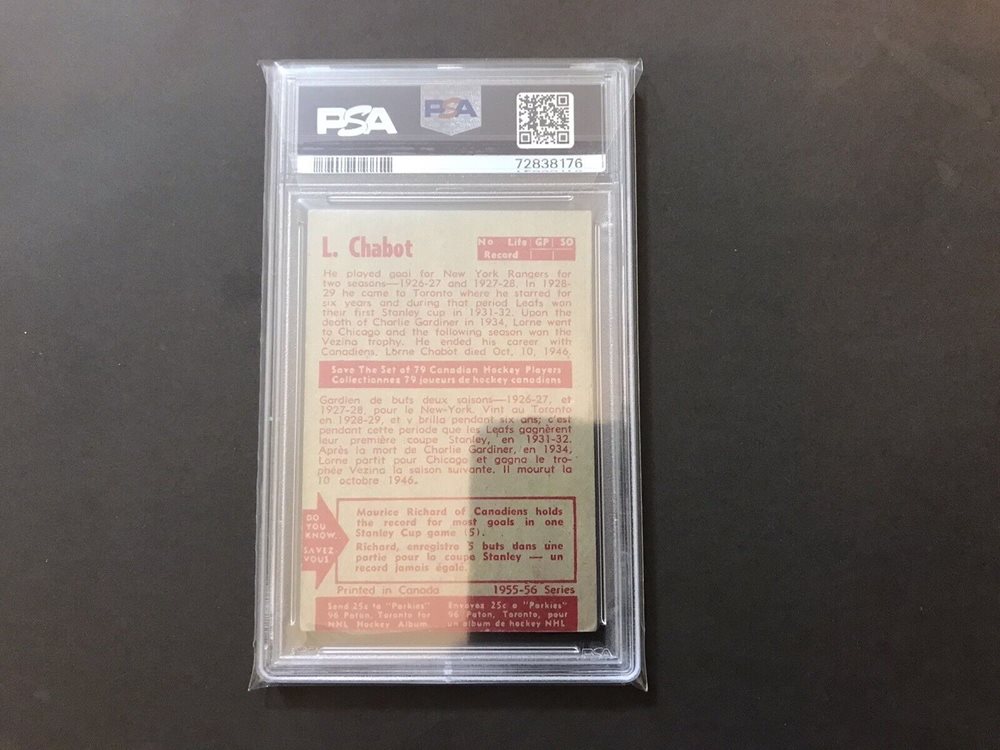 PSA PSA
72838176
L. Chabot
No Life GP SO
Record
He played goal for New York Rangers for
two seasons—1926-27 and 1927-28. In 1928-
29 he came to Toronto where he starred for
six years and during that period Leafs won
their first Stanley cup in 1931-32. Upon the
death of Charlie Gardiner in 1934, Lorne went
to Chicago and the following season won the
Vezina trophy. He ended his career with
Canadiens. Lorne Chabot died Oct, 10, 1946.
Save The Set of 79 Canadian Hockey Players
Collectionnez 79 joueurs de hockey canadiens
Gardien de buts deux saisons—1926-27, et
1927-28, pour le New-York. Vint au Toronto
en 1928-29, et y brilla pendant six ans; c'est
pendant cette periode que les Leafs gagnèrent
leur première coupe Stanley, en 1931-32.
Après la mort de Charlie Gardiner, en 1934,
Lorne partit pour Chicago et gagna le tro-
phée Vezina la saison suivante. Il mourut la
10 octobre 1946.
DO
YOU
KNOW.
SAVEZ
VOUS
Maurice Richard of Canadiens holds
the record for most goals in one
Stanley Cup game (5).
Richard, enregistra 5 buts dans une
partie pour la coupe Stanley — un
record jamais égalé.
Printed in Canada 1955-56 Series
Send 25c to "Parkies"
96 Paton, Toronto for
NHL Hockey Album.
Envoyez 25c a "Parkies"
96 Paton, Toronto, pour
un album de hockey NHL
PSA